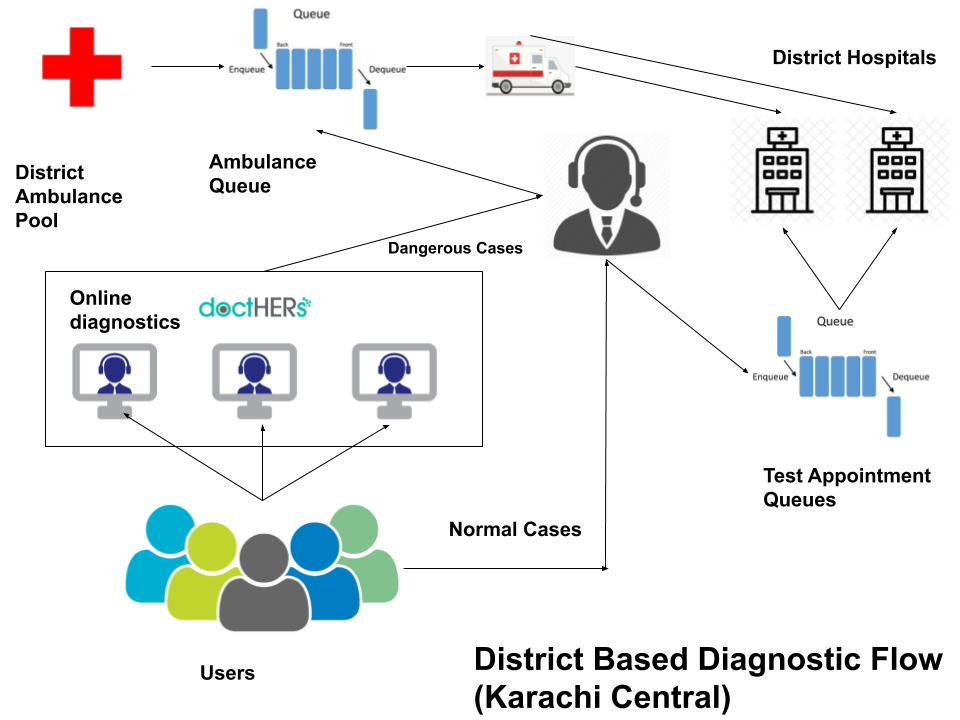 Queue
Back
Front
Enqueue
Dequeue
District Hospitals
District
Ambulance
Pool
Ambulance
Queue
Dangerous Cases
Online
diagnostics
doctHERs
Queue
Back
Front
Enqueue
Dequeue
Test Appointment
Queues
Normal Cases
Users
District Based Diagnostic Flow
(Karachi Central)